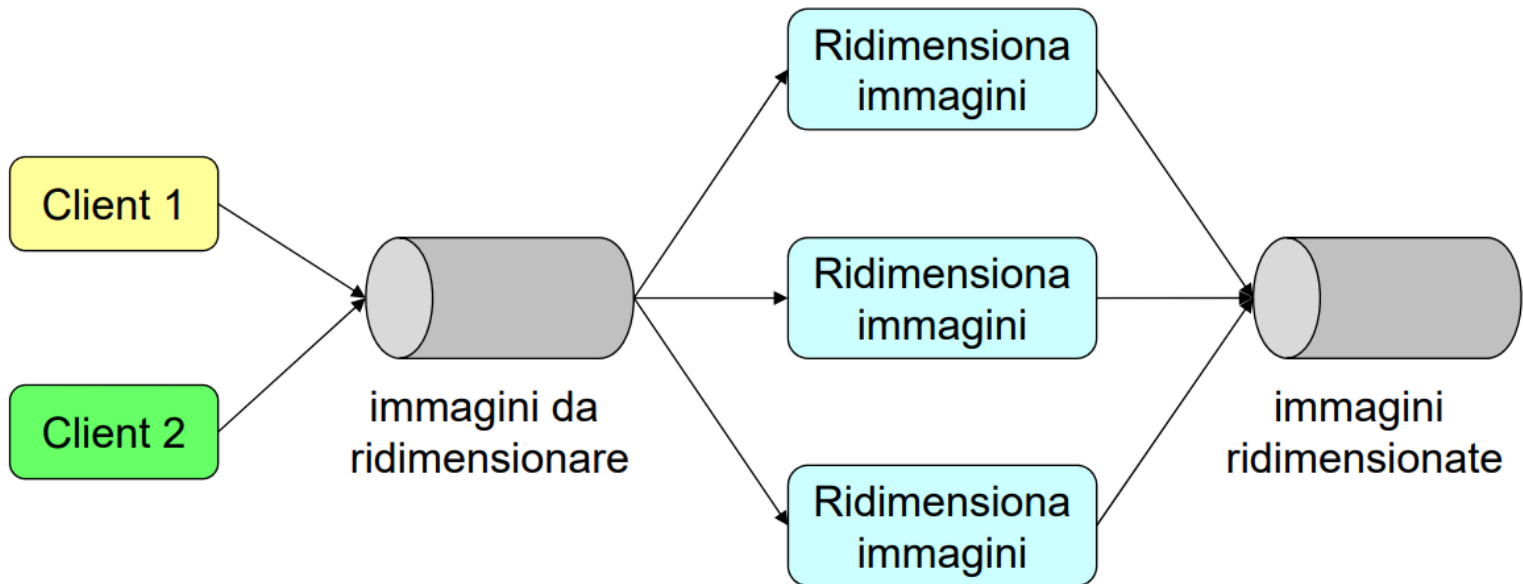 Client 1
Client 2
immagini da
ridimensionare
Ridimensiona
immagini
Ridimensiona
immagini
Ridimensiona
immagini
immagini
ridimensionate